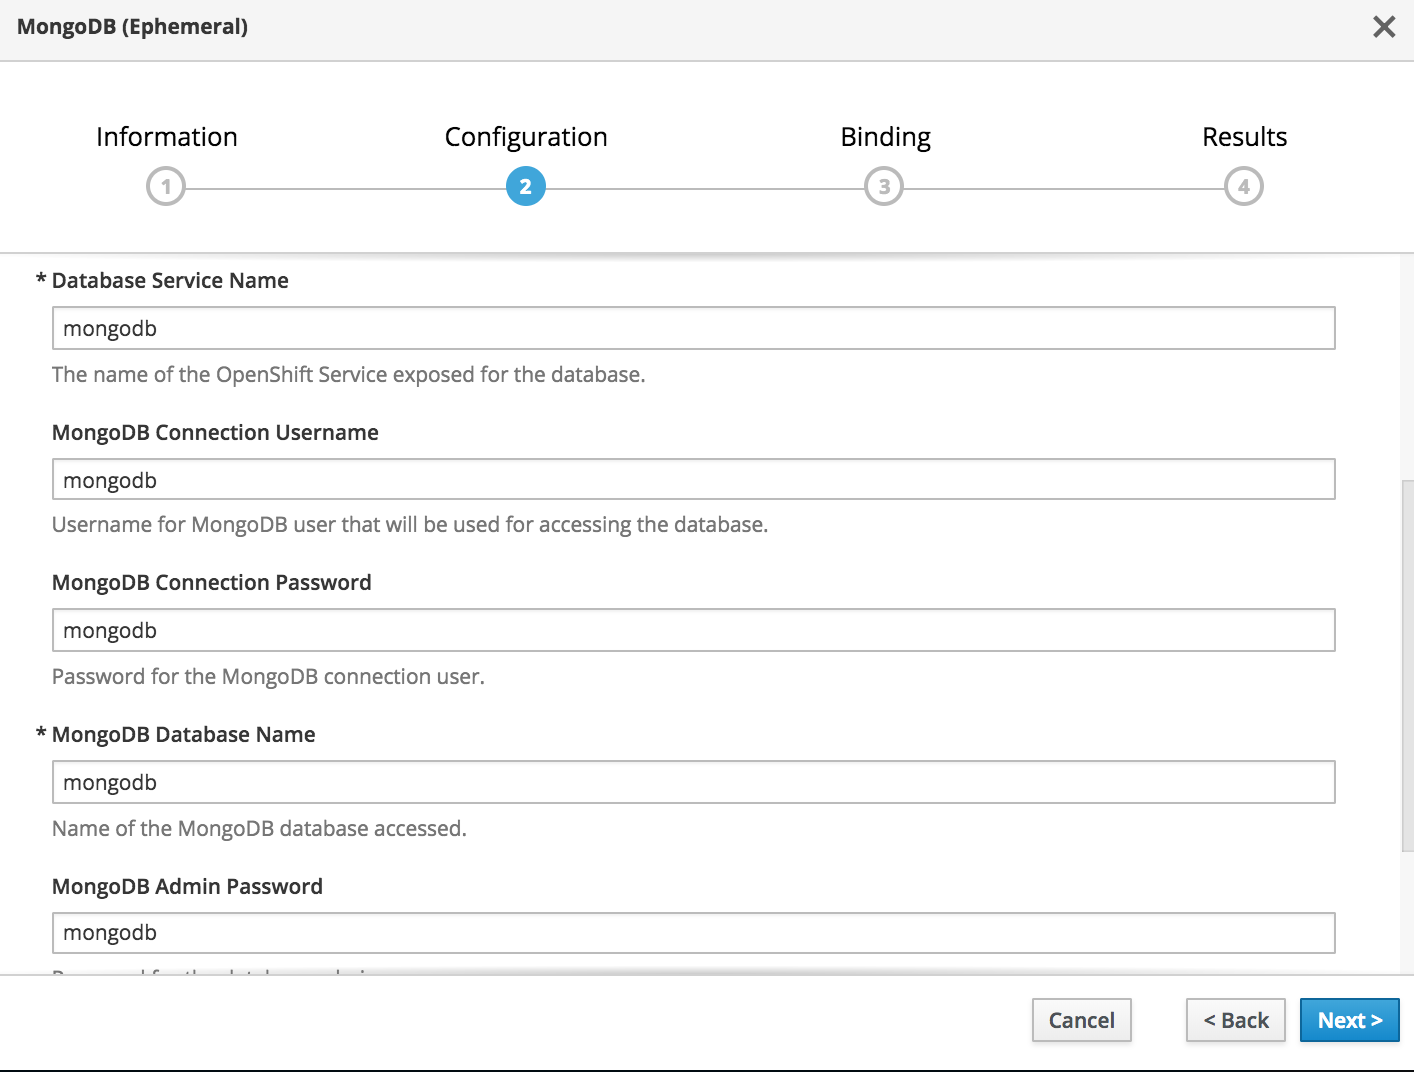 MongoDB (Ephemeral)
Information Configuration Binding Results
1 2 3 4
* Database Service Name
mongodb
The name of the OpenShift Service exposed for the database.
MongoDB Connection Username
mongodb
Username for MongoDB user that will be used for accessing the database.
MongoDB Connection Password
mongodb
Password for the MongoDB connection user.
* MongoDB Database Name
mongodb
Name of the MongoDB database accessed.
MongoDB Admin Password
mongodb
Cancel < Back Next >